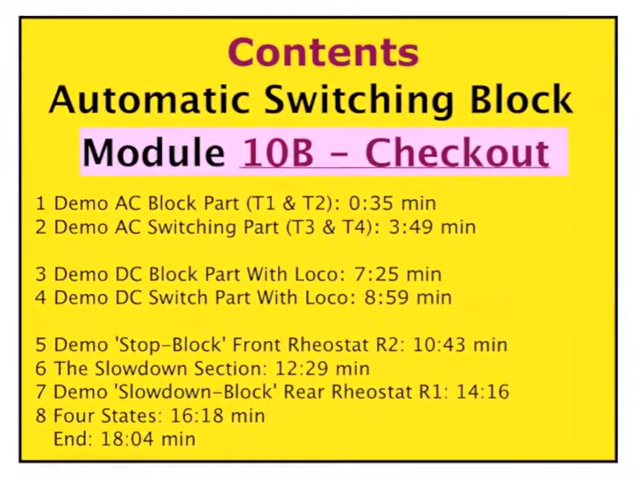 Contents
Automatic Switching Block
Module 10B - Checkout
1 Demo AC Block Part (T1 & T2): 0:35 min
2 Demo AC Switching Part (T3 & T4): 3:49 min
3 Demo DC Block Part With Loco: 7:25 min
4 Demo DC Switch Part With Loco: 8:59 min
5 Demo 'Stop-Block' Front Rheostat R2: 10:43 min
6 The Slowdown Section: 12:29 min
7 Demo 'Slowdown-Block' Rear Rheostat R1: 14:16
8 Four States: 16:18 min
End: 18:04 min